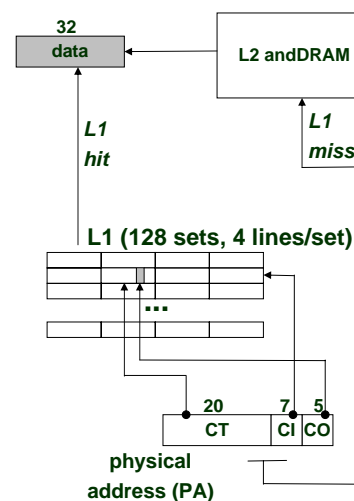 32
data
L2 andDRAM
L1
hit
L1
miss
L1 (128 sets, 4 lines/set)
...
20
7
5
CT
CI
CO
physical
address (PA)